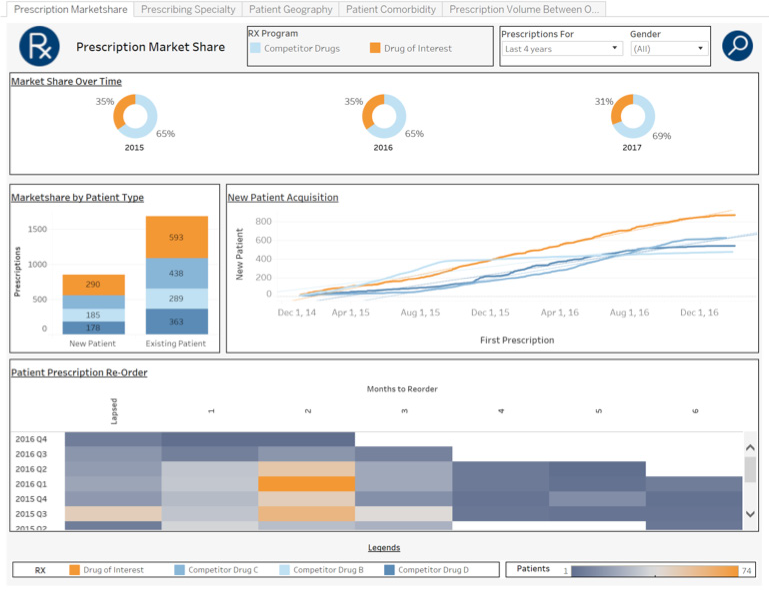 Prescription Marketshare Prescribing Specialty Patient Geography Patient Comorbidity Prescription Volume Between O...
Rx
Prescription Market Share
RX Program
Competitor Drugs Drug of Interest
Prescriptions For Gender
Last 4 years (All)
Market Share Over Time
35% 35% 31%
65% 65% 69%
2015 2016 2017
Marketshare by Patient Type
Prescriptions
1500
1000
500
0
290
185
178
593
438
289
363
New Patient Existing Patient
New Patient Acquisition
New Patient
800
600
400
200
0
Dec 1, 14 Apr 1, 15 Aug 1, 15 Dec 1, 15 Apr 1, 16 Aug 1, 16 Dec 1, 16
First Prescription
Patient Prescription Re-Order
Months to Reorder
Lapsed 1 2 3 4 5 6
2016 Q4
2016 Q3
2016 Q2
2016 Q1
2015 Q4
2015 Q3
2015 Q2
Legends
RX Drug of Interest Competitor Drug C Competitor Drug B Competitor Drug D
Patients 1 74